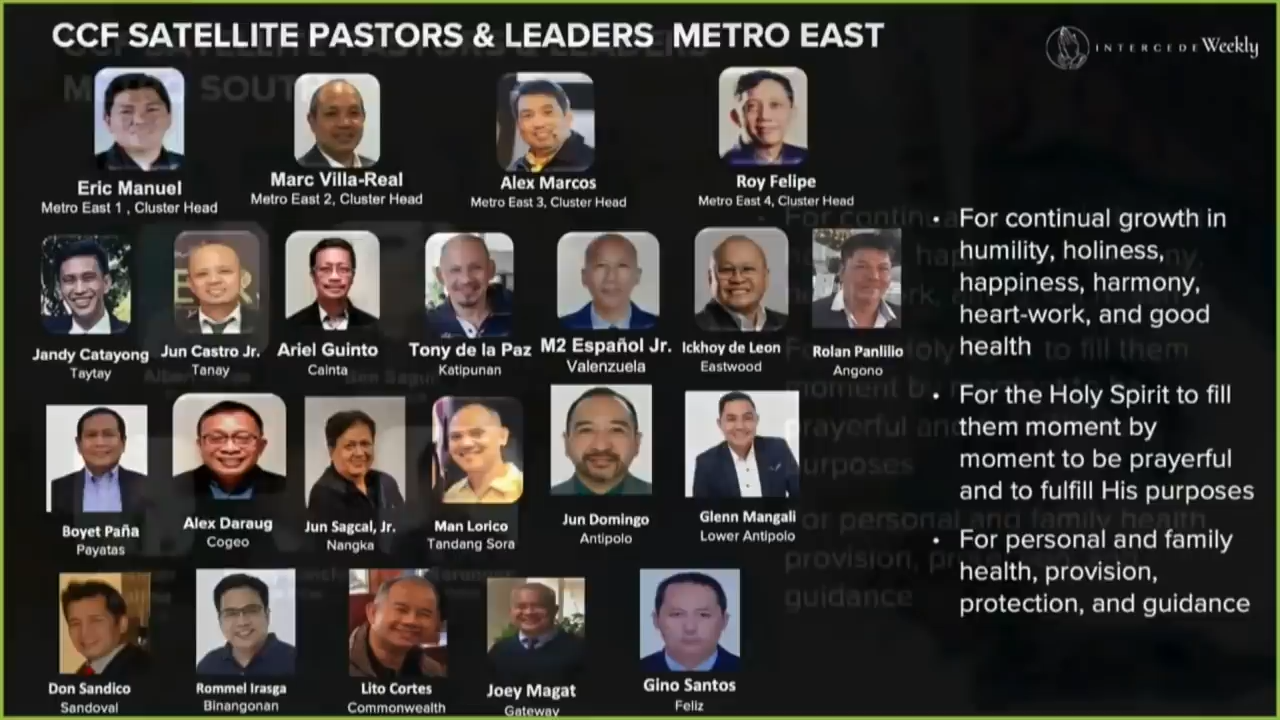 CCF SATELLITE PASTORS & LEADERS METRO EAST
INTERCEDE Weekly
Eric Manuel
Metro East 1 , Cluster Head
Marc Villa-Real
Metro East 2, Cluster Head
Alex Marcos
Metro East 3, Cluster Head
Roy Felipe
Metro East 4, Cluster Head
Jandy Catayong
Taytay
Jun Castro Jr.
Tanay
Ariel Guinto
Cainta
Tony de la Paz
Katipunan
M2 Español Jr.
Valenzuela
Ickhoy de Leon
Eastwood
Rolan Panlilio
Angono
Boyet Paña
Payatas
Alex Daraug
Cogeo
Jun Sagcal, Jr.
Nangka
Man Lorico
Tandang Sora
Jun Domingo
Antipolo
Glenn Mangali
Lower Antipolo
Don Sandico
Sandoval
Rommel Irasga
Binangonan
Lito Cortes
Commonwealth
Joey Magat
Gateway
Gino Santos
Feliz
• For continual growth in
humility, holiness,
happiness, harmony,
heart-work, and good
health
• For the Holy Spirit to fill
them moment by
moment to be prayerful
and to fulfill His purposes
• For personal and family
health, provision,
protection, and guidance